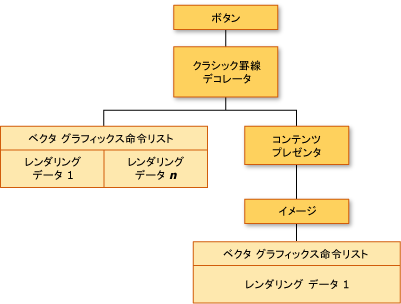 ボタン
クラシック罫線
デコレータ
ベクタ グラフィックス命令リスト
レンダリング
データ 1
レンダリング
データ n
コンテンツ
プレゼンタ
イメージ
ベクタ グラフィックス命令リスト
レンダリング データ 1